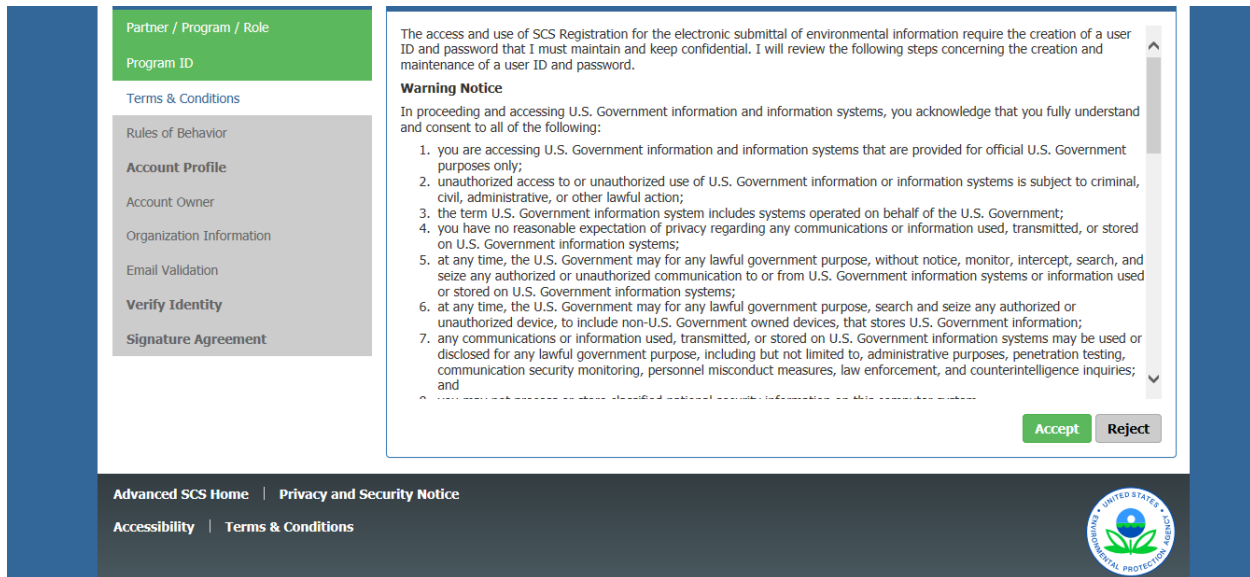 Partner / Program / Role
Program ID
Terms & Conditions
Rules of Behavior
Account Profile
Account Owner
Organization Information
Email Validation
Verify Identity
Signature Agreement
The access and use of SCS Registration for the electronic submittal of environmental information require the creation of a user
ID and password that I must maintain and keep confidential. I will review the following steps concerning the creation and
maintenance of a user ID and password.
Warning Notice
In proceeding and accessing U.S. Government information and information systems, you acknowledge that you fully understand
and consent to all of the following:
1. you are accessing U.S. Government information and information systems that are provided for official U.S. Government
purposes only;
2. unauthorized access to or unauthorized use of U.S. Government information or information systems is subject to criminal,
civil, administrative, or other lawful action;
3. the term U.S. Government information system includes systems operated on behalf of the U.S. Government;
4. you have no reasonable expectation of privacy regarding any communications or information used, transmitted, or stored
on U.S. Government information systems;
5. at any time, the U.S. Government may for any lawful government purpose, without notice, monitor, intercept, search, and
seize any authorized or unauthorized communication to or from U.S. Government information systems or information used
or stored on U.S. Government information systems;
6. at any time, the U.S. Government may for any lawful government purpose, search and seize any authorized or
unauthorized device, to include non-U.S. Government owned devices, that stores U.S. Government information;
7. any communications or information used, transmitted, or stored on U.S. Government information systems may be used or
disclosed for any lawful government purpose, including but not limited to, administrative purposes, penetration testing,
communication security monitoring, personnel misconduct measures, law enforcement, and counterintelligence inquiries;
and
Accept Reject
Advanced SCS Home | Privacy and Security Notice
Accessibility | Terms & Conditions
UNITED STATES
ENVIRONMENTAL PROTECTION AGENCY